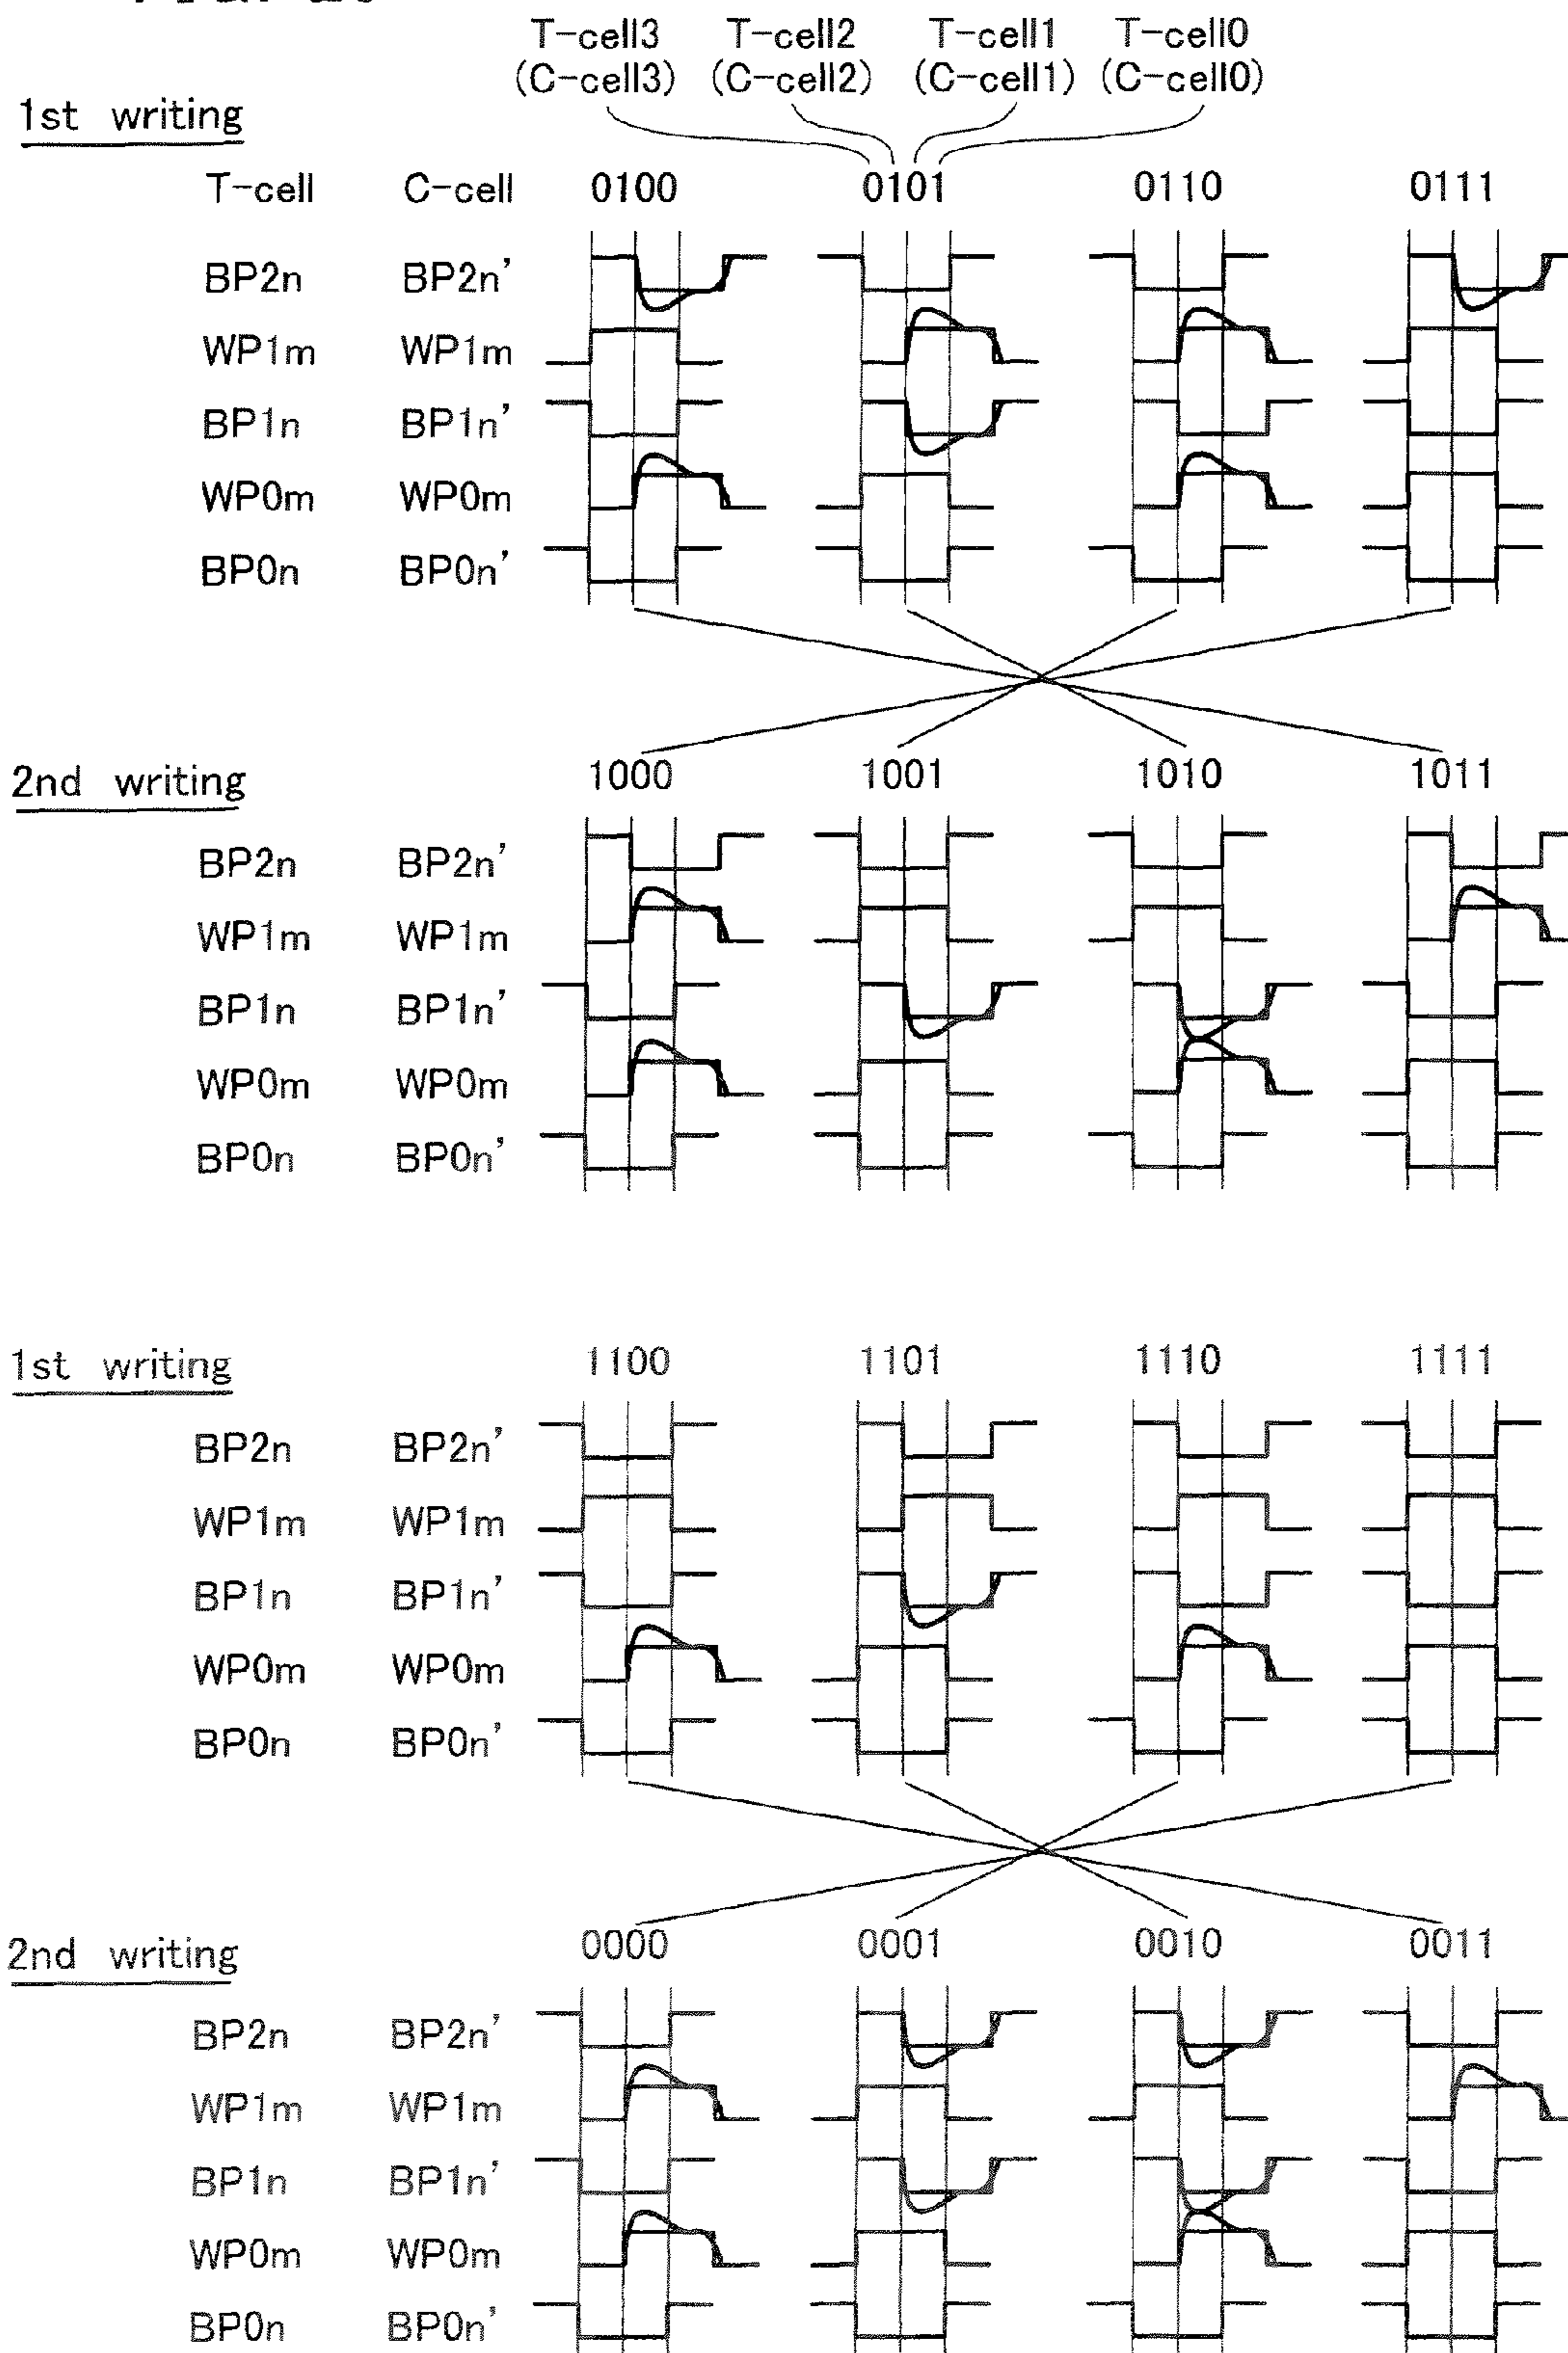 T-cell3 T-cell2 T-cell1 T-cell0
(C-cell3) (C-cell2) (C-cell1) (C-cell0)
1st writing
T-cell C-cell 0100 0101 0110 0111
BP2n BP2n'
WP1m WP1m
BP1n BP1n'
WP0m WP0m
BP0n BP0n'
2nd writing 1000 1001 1010 1011
BP2n BP2n'
WP1m WP1m
BP1n BP1n'
WP0m WP0m
BP0n BP0n'
1st writing 1100 1101 1110 1111
BP2n BP2n'
WP1m WP1m
BP1n BP1n'
WP0m WP0m
BP0n BP0n'
2nd writing 0000 0001 0010 0011
BP2n BP2n'
WP1m WP1m
BP1n BP1n'
WP0m WP0m
BP0n BP0n'